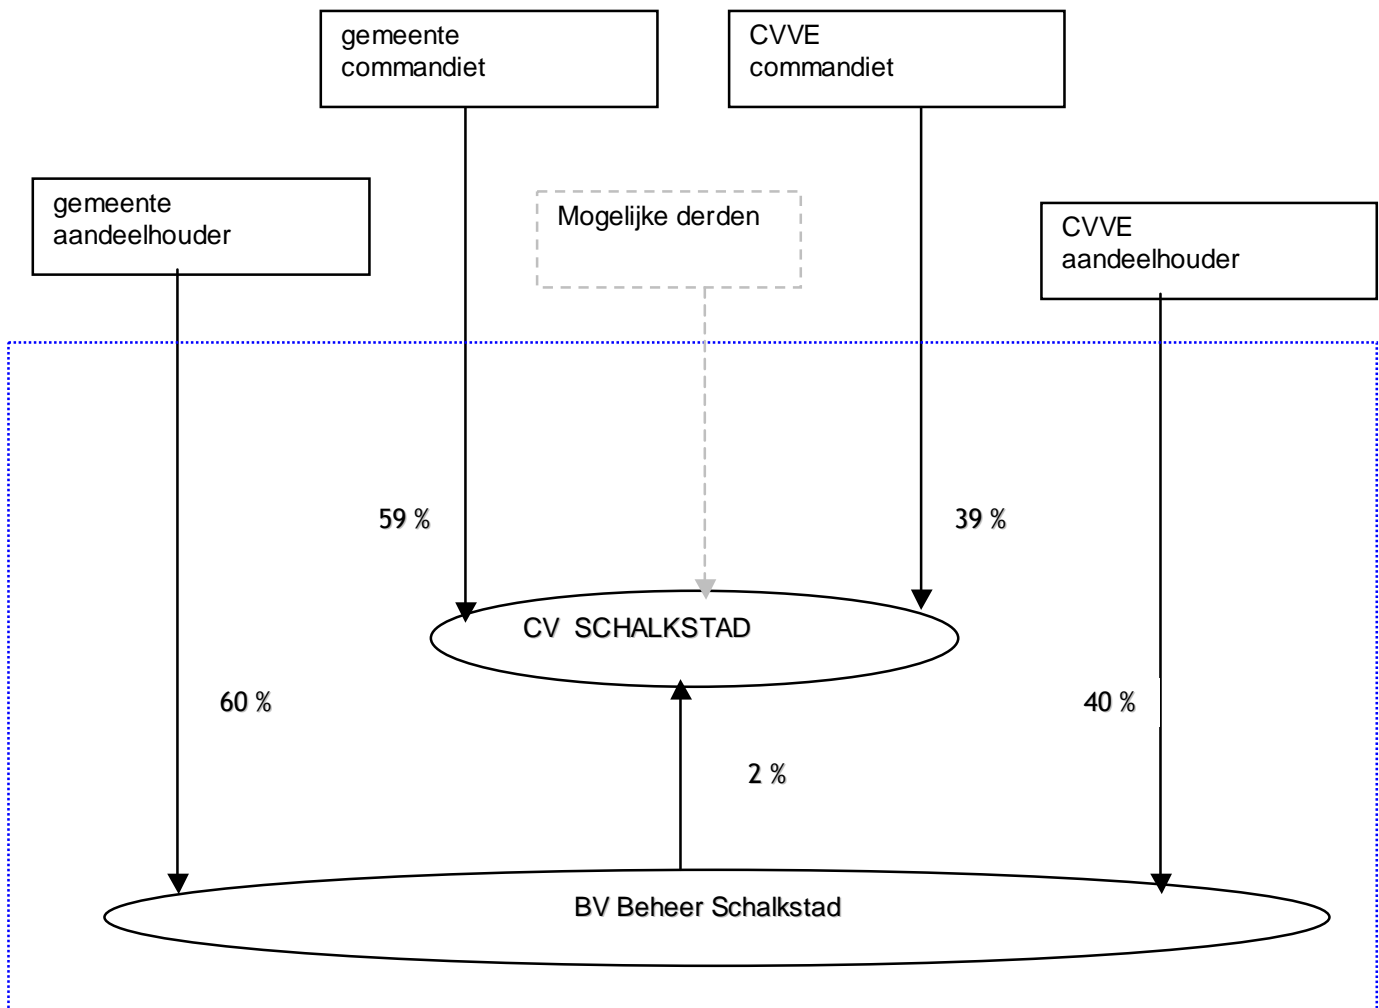 gemeente
commandiet
CVVE
commandiet
gemeente
aandeelhouder
Mogelijke derden
CVVE
aandeelhouder
59 %
39 %
CV SCHALKSTAD
60 %
40 %
2 %
BV Beheer Schalkstad